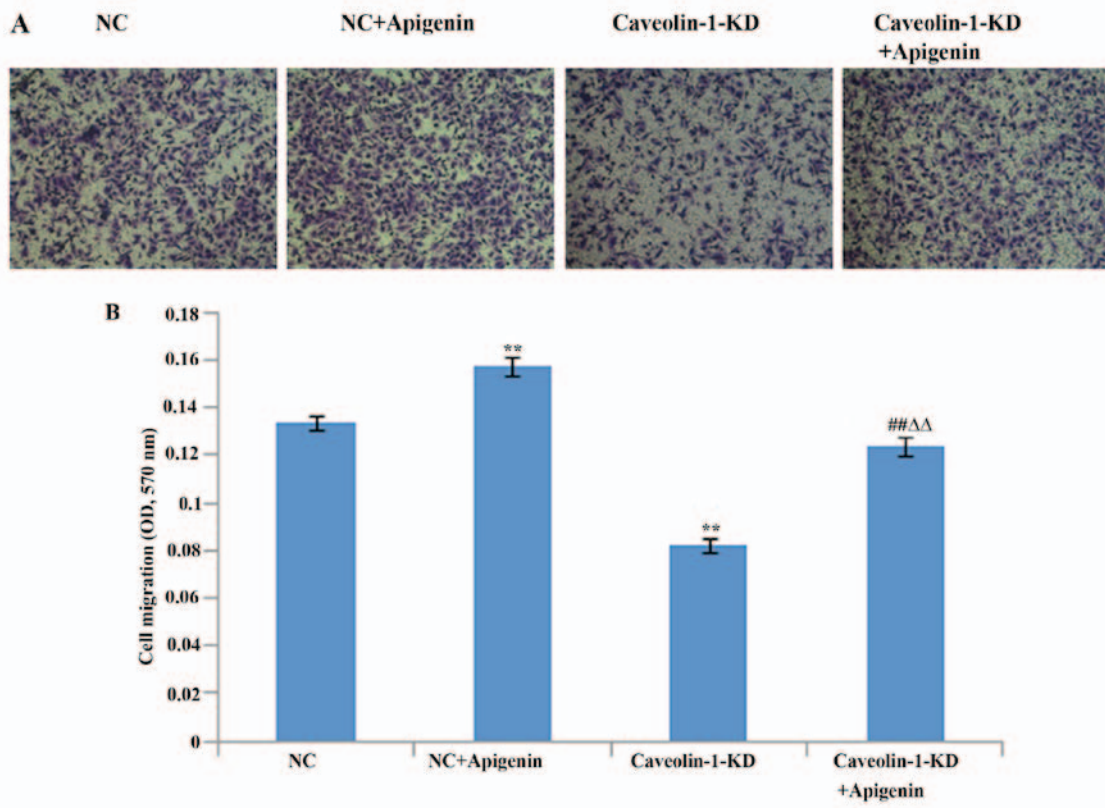 A
NC
NC+Apigenin
Caveolin-1-KD
Caveolin-1-KD
+Apigenin
B
Cell migration (OD, 570 nm)
0.18
0.16
0.14
0.12
0.1
0.08
0.06
0.04
0.02
0
**
**
##ΔΔ
NC
NC+Apigenin
Caveolin-1-KD
Caveolin-1-KD
+Apigenin